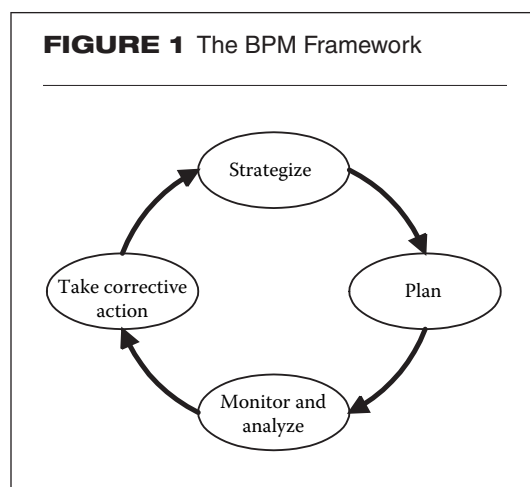 FIGURE 1 The BPM Framework
Strategize
Plan
Monitor and
analyze
Take corrective
action